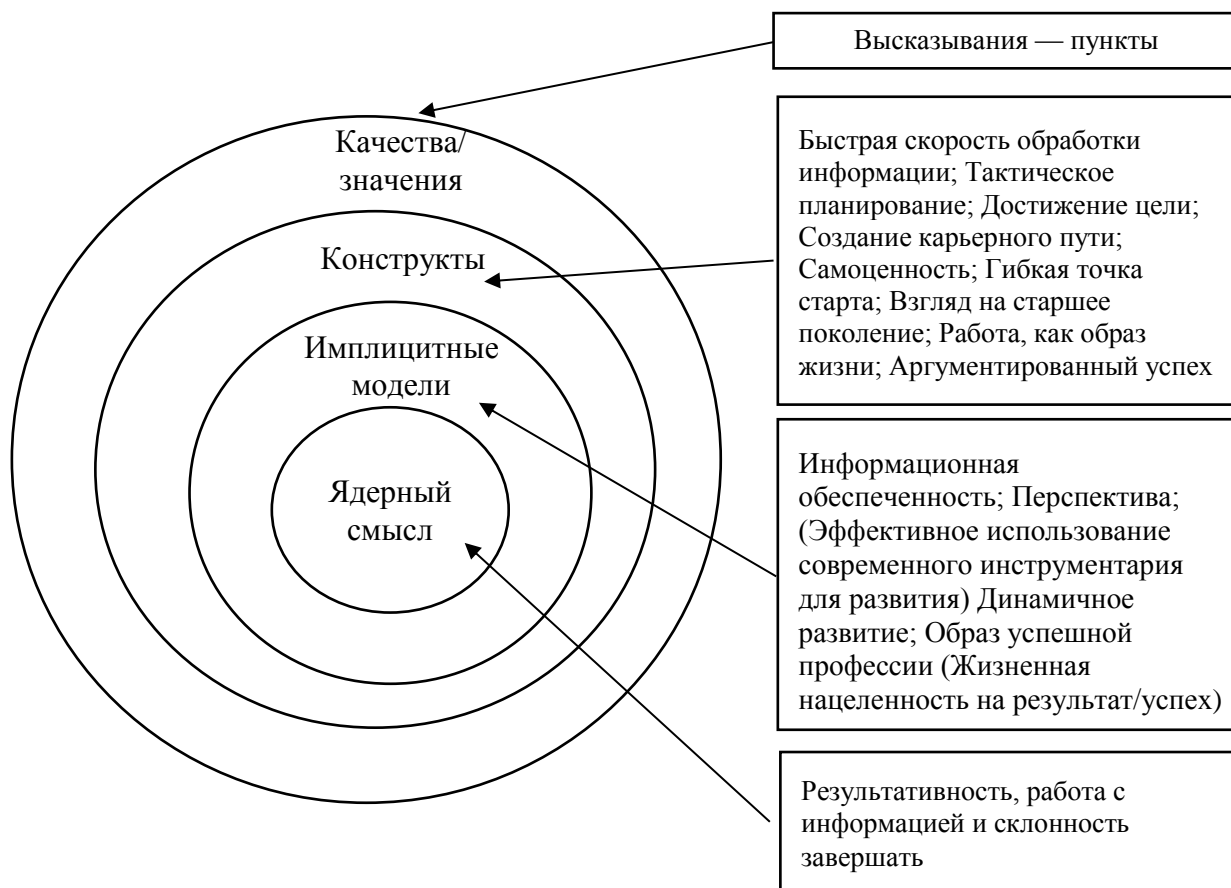 Высказывания — пункты
Качества/
значения
Быстрая скорость обработки
информации; Тактическое
планирование; Достижение цели;
Создание карьерного пути;
Самоценность; Гибкая точка
старта; Взгляд на старшее
поколение; Работа, как образ
жизни; Аргументированный успех
Конструкты
Имплицитные
модели
Информационная
обеспеченность; Перспектива;
(Эффективное использование
современного инструментария
для развития) Динамичное
развитие; Образ успешной
профессии (Жизненная
нацеленность на результат/успех)
Ядерный
смысл
Результативность, работа с
информацией и склонность
завершать